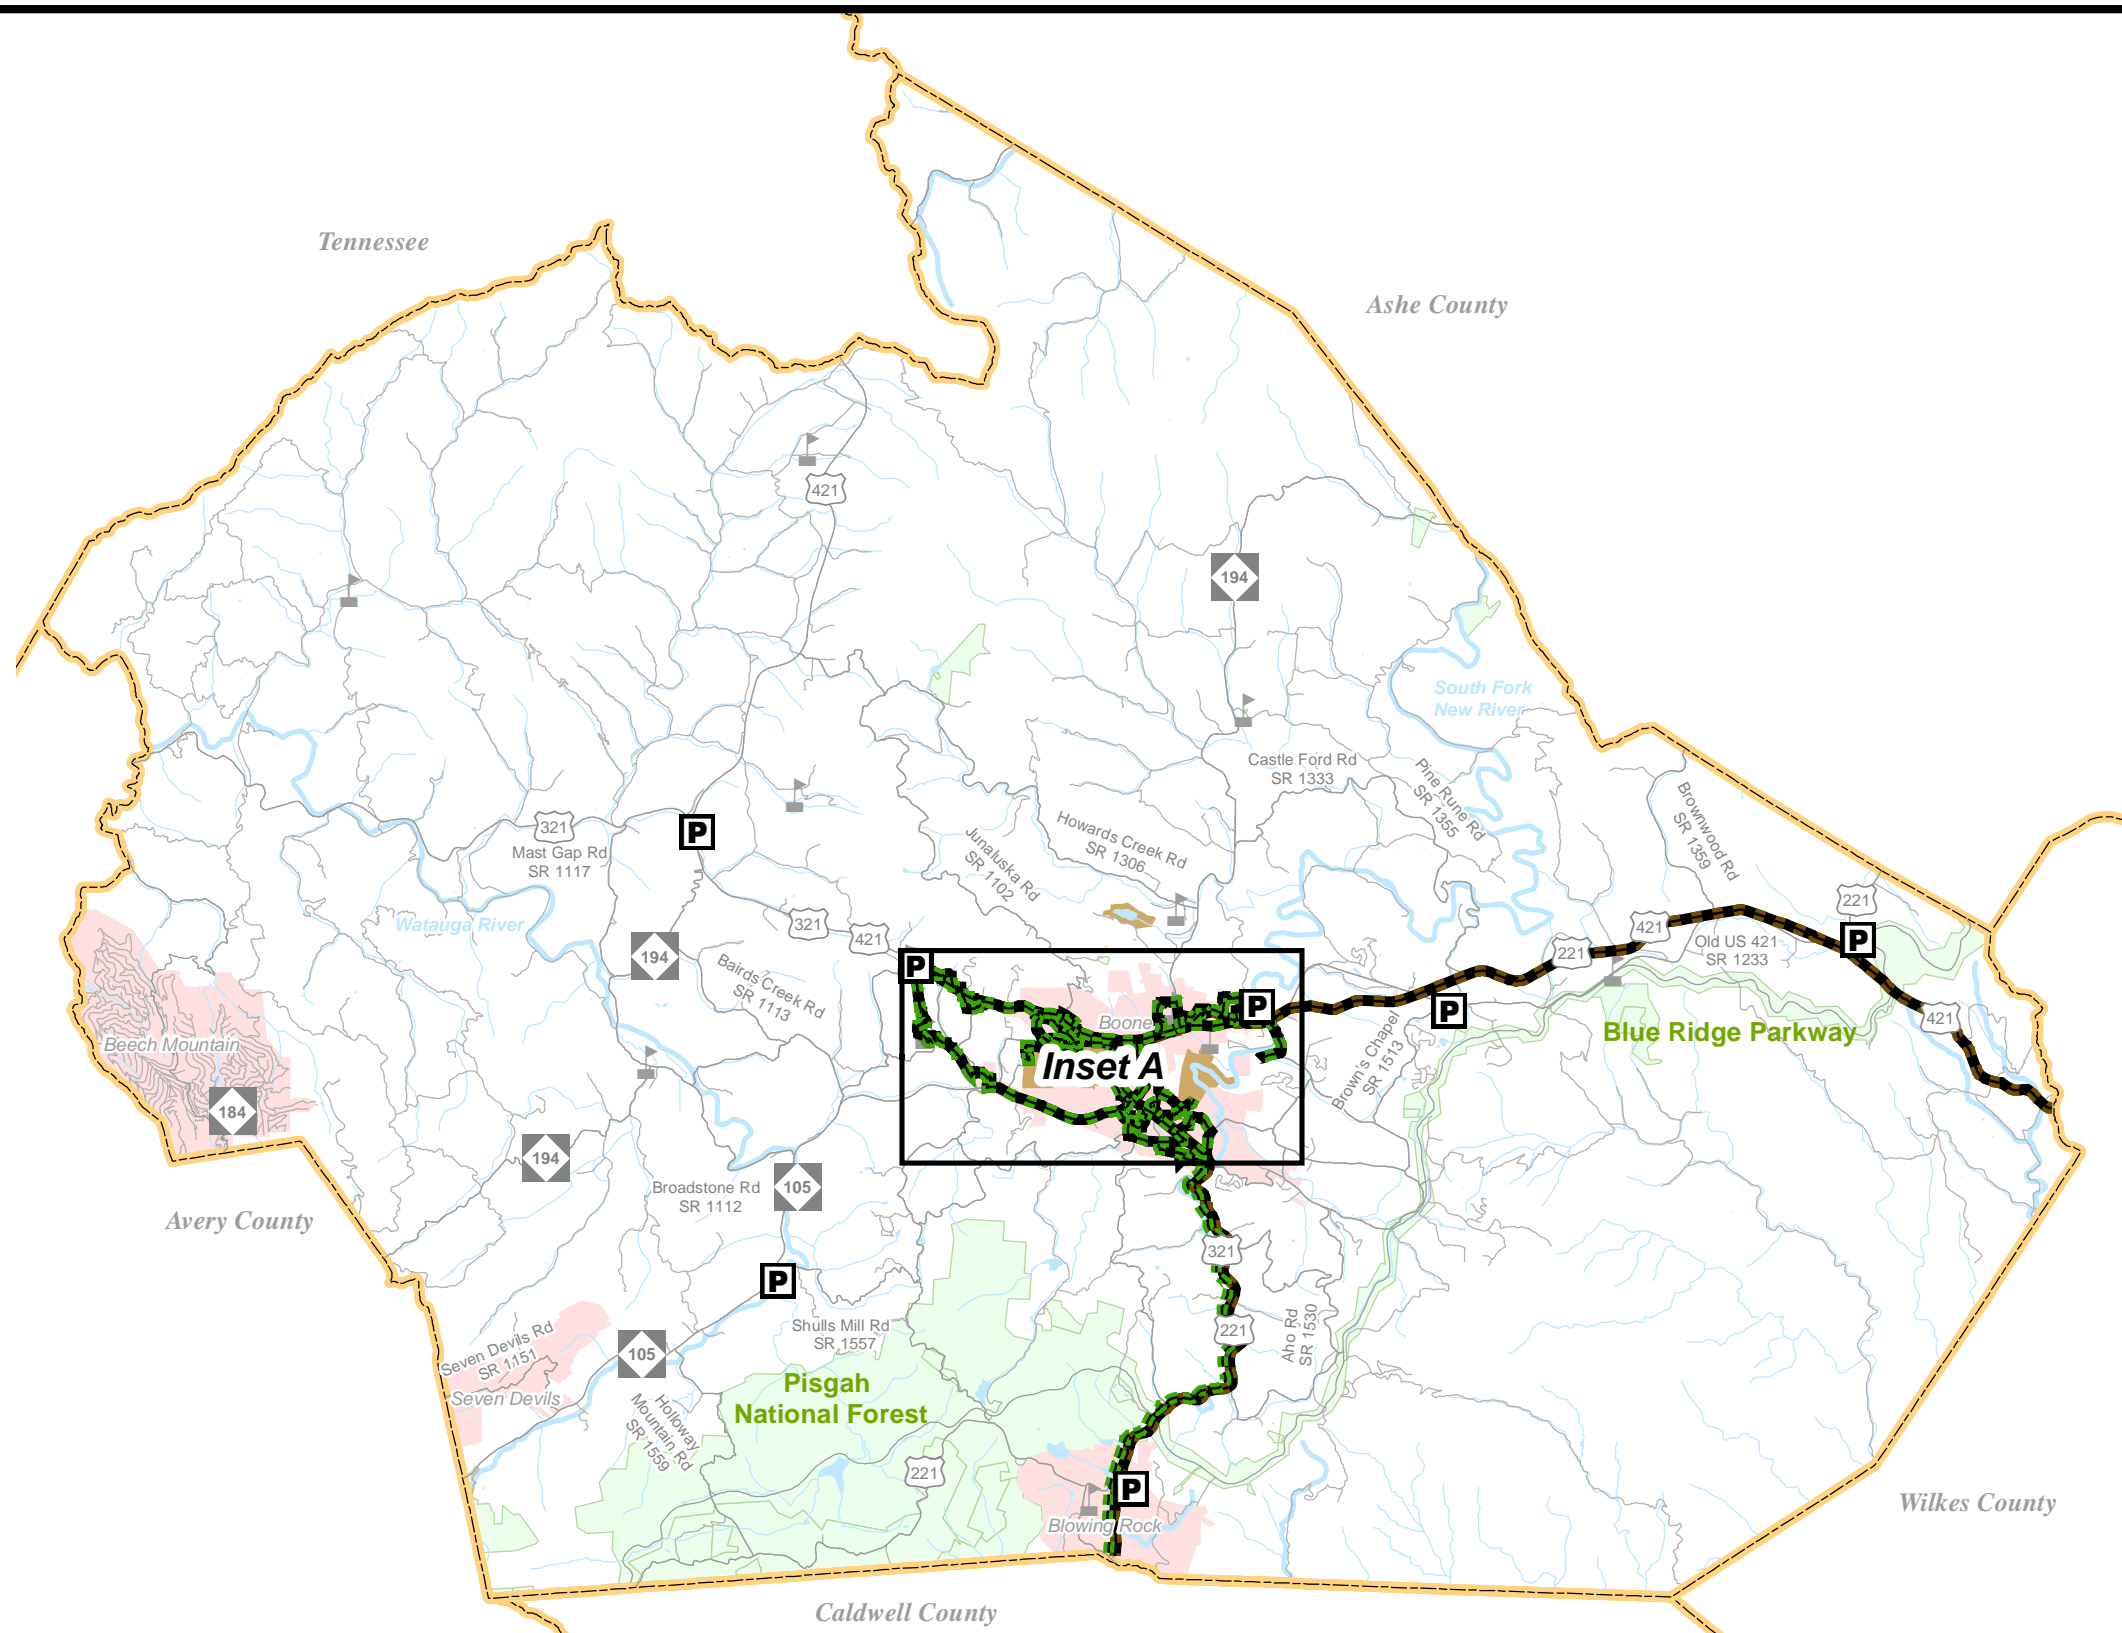 Tennessee
Ashe County
421
194
South Fork
New River
Castle Ford Rd
SR 1333
Pine Rune Rd
SR 1355
Brownwood Rd
SR 1359
321
P
Mast Gap Rd
SR 1117
Howards Creek Rd
SR 1306
Junaluska Rd
SR 1102
Watauga River
321
421
194
Bairds Creek Rd
SR 1113
221
421
221
Old US 421
SR 1233
P
P
P
P
421
Boone
Inset A
Brown's Chapel
SR 1513
Blue Ridge Parkway
Beech Mountain
184
194
Broadstone Rd
SR 1112
105
Avery County
321
P
Shulls Mill Rd
SR 1557
221
Aho Rd
SR 1530
Seven Devils Rd
SR 1151
105
Seven Devils
Pisgah
National Forest
Holloway
Mountain Rd
SR 1559
221
P
Blowing Rock
Wilkes County
Caldwell County